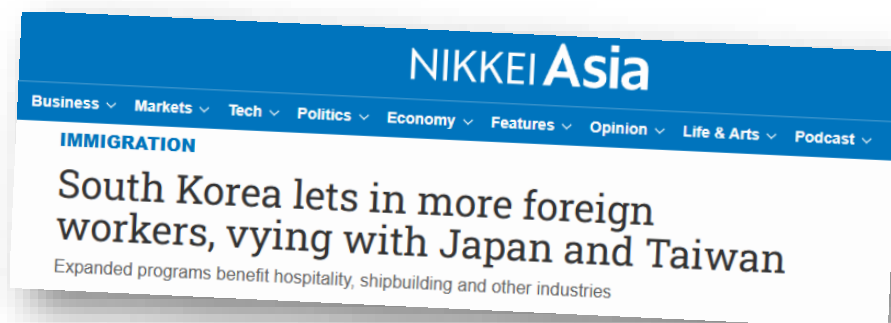 NIKKEI Asia
Business Markets Tech Politics Economy Features Opinion Life & Arts Podcast
IMMIGRATION
South Korea lets in more foreign
workers, vying with Japan and Taiwan
Expanded programs benefit hospitality, shipbuilding and other industries